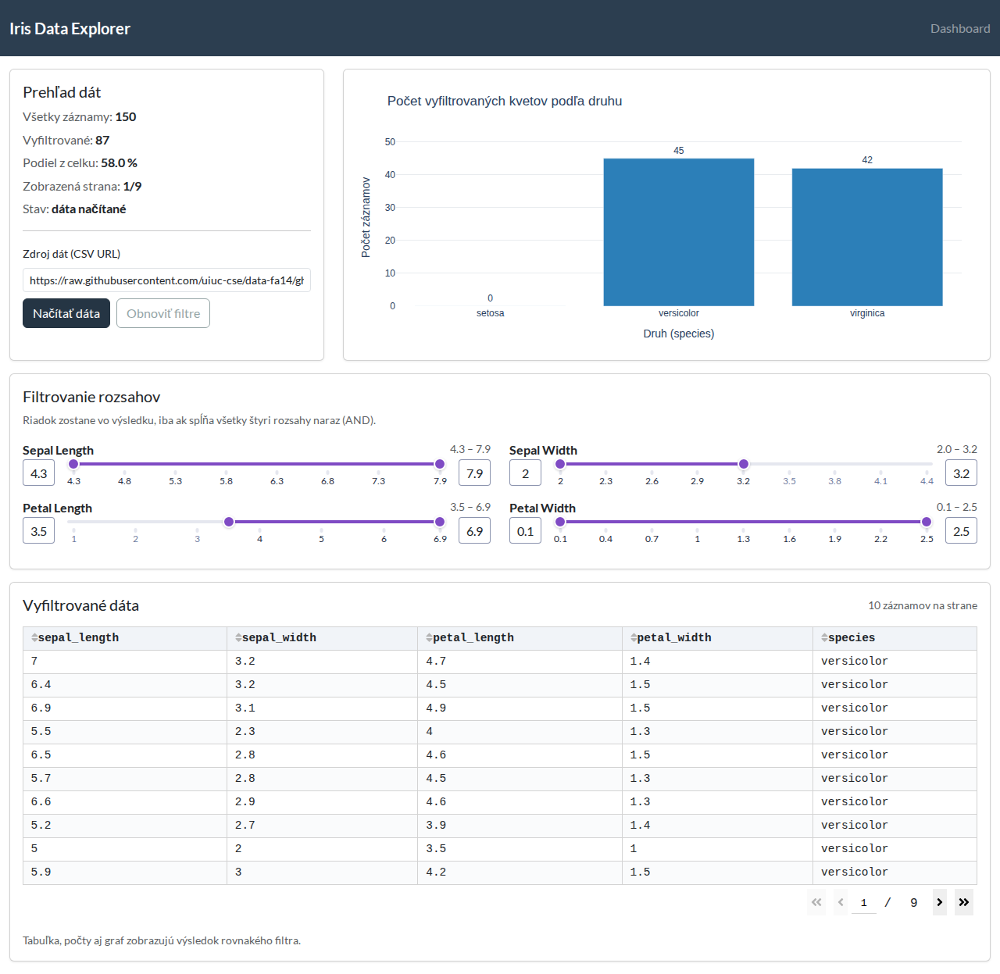 Iris Data Explorer
Dashboard
Prehľad dát
Všetky záznamy: 150
Vyfiltrované: 87
Podiel z celku: 58.0 %
Zobrazená strana: 1/9
Stav: dáta načítané
Zdroj dát (CSV URL)
https://raw.githubusercontent.com/uiuc-cse/data-fa14/gh
Načítať dáta
Obnoviť filtre
Počet vyfiltrovaných kvetov podľa druhu
50
40
30
20
10
0
Počet záznamov
0
45
42
setosa
versicolor
virginica
Druh (species)
Filtrovanie rozsahov
Riadok zostane vo výsledku, iba ak spĺňa všetky štyri rozsahy naraz (AND).
Sepal Length 4.3 – 7.9
4.3
7.9
4.3 4.8 5.3 5.8 6.3 6.8 7.3 7.9
Sepal Width 2.0 – 3.2
2
3.2
2 2.3 2.6 2.9 3.2 3.5 3.8 4.1 4.4
Petal Length 3.5 – 6.9
3.5
6.9
1 2 3 4 5 6 6.9
Petal Width 0.1 – 2.5
0.1
2.5
0.1 0.4 0.7 1 1.3 1.6 1.9 2.2 2.5
Vyfiltrované dáta
10 záznamov na strane
sepal_length sepal_width petal_length petal_width species
7 3.2 4.7 1.4 versicolor
6.4 3.2 4.5 1.5 versicolor
6.9 3.1 4.9 1.5 versicolor
5.5 2.3 4 1.3 versicolor
6.5 2.8 4.6 1.5 versicolor
5.7 2.8 4.5 1.3 versicolor
6.6 2.9 4.6 1.3 versicolor
5.2 2.7 3.9 1.4 versicolor
5 2 3.5 1 versicolor
5.9 3 4.2 1.5 versicolor
1 / 9
Tabuľka, počty aj graf zobrazujú výsledok rovnakého filtra.